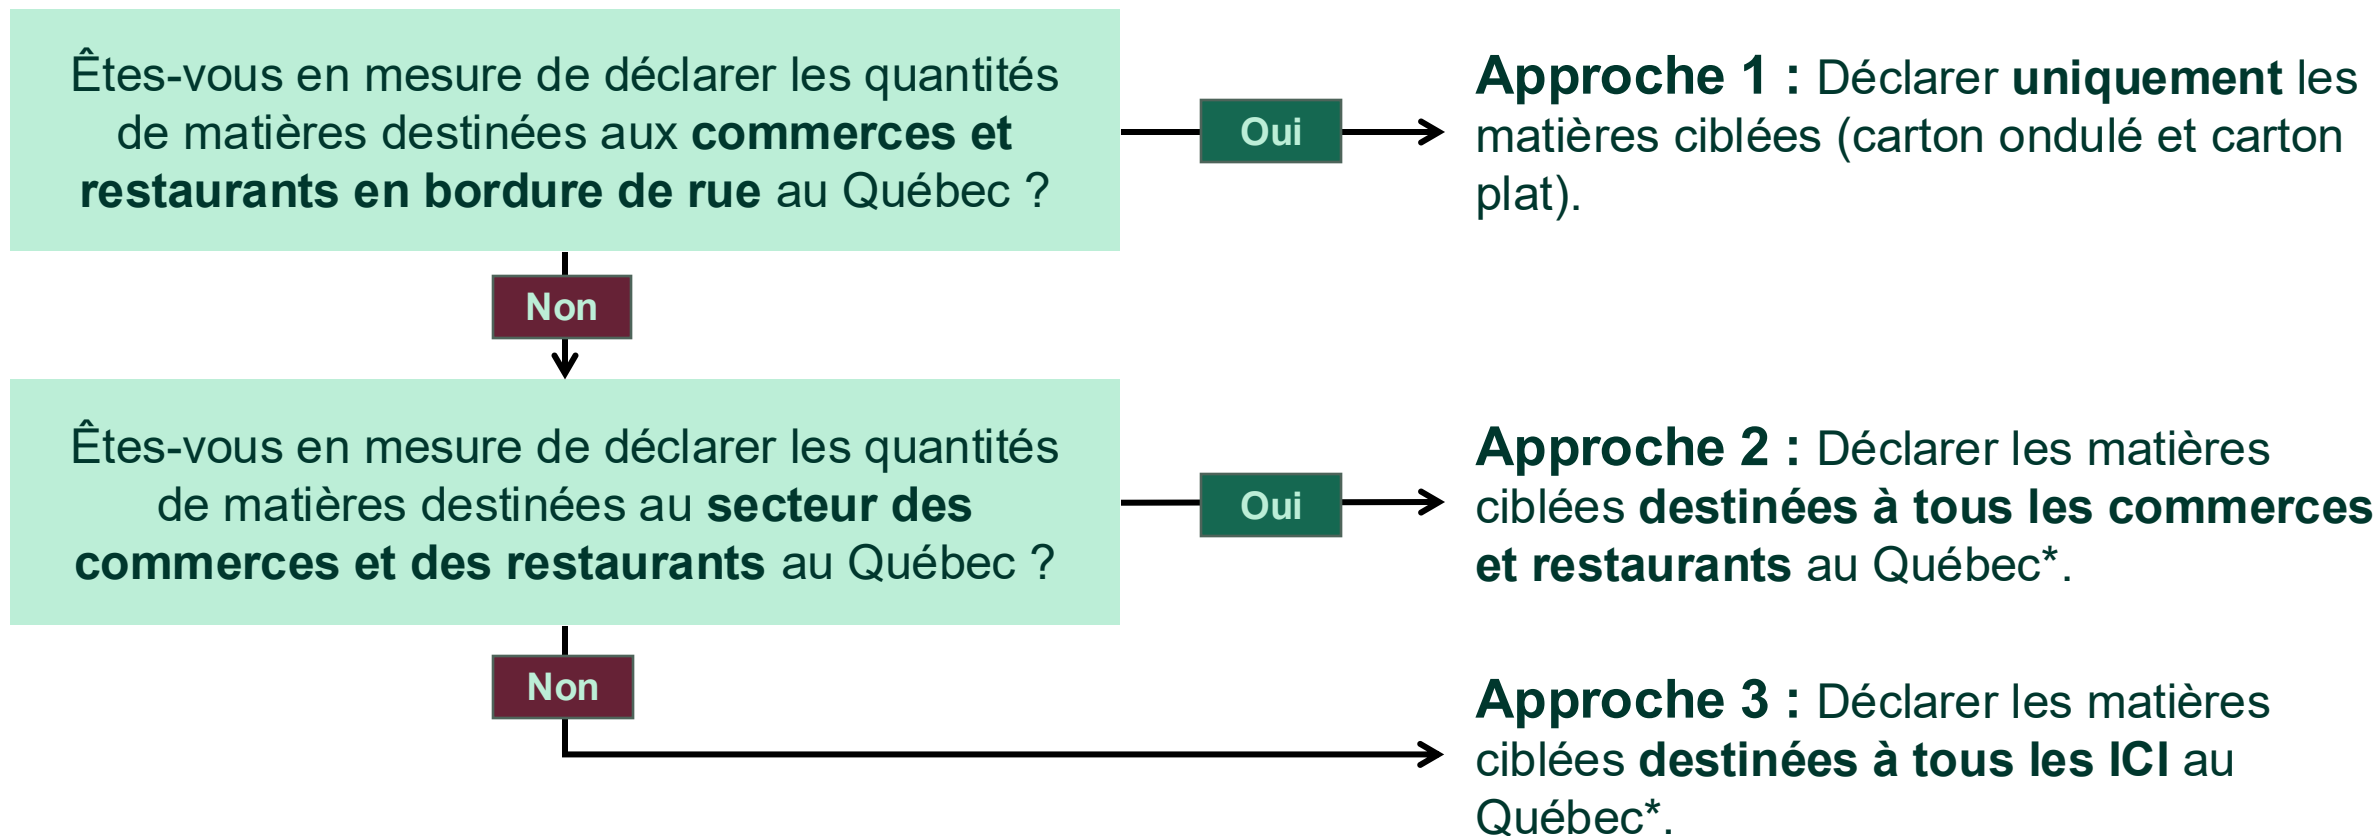 Êtes-vous en mesure de déclarer les quantités
de matières destinées aux commerces et
restaurants en bordure de rue au Québec ?
Oui
Approche 1 : Déclarer uniquement les
matières ciblées (carton ondulé et carton
plat).
Non
Êtes-vous en mesure de déclarer les quantités
de matières destinées au secteur des
commerces et des restaurants au Québec ?
Oui
Approche 2 : Déclarer les matières
ciblées destinées à tous les commerces
et restaurants au Québec*.
Non
Approche 3 : Déclarer les matières
ciblées destinées à tous les ICI au
Québec*.